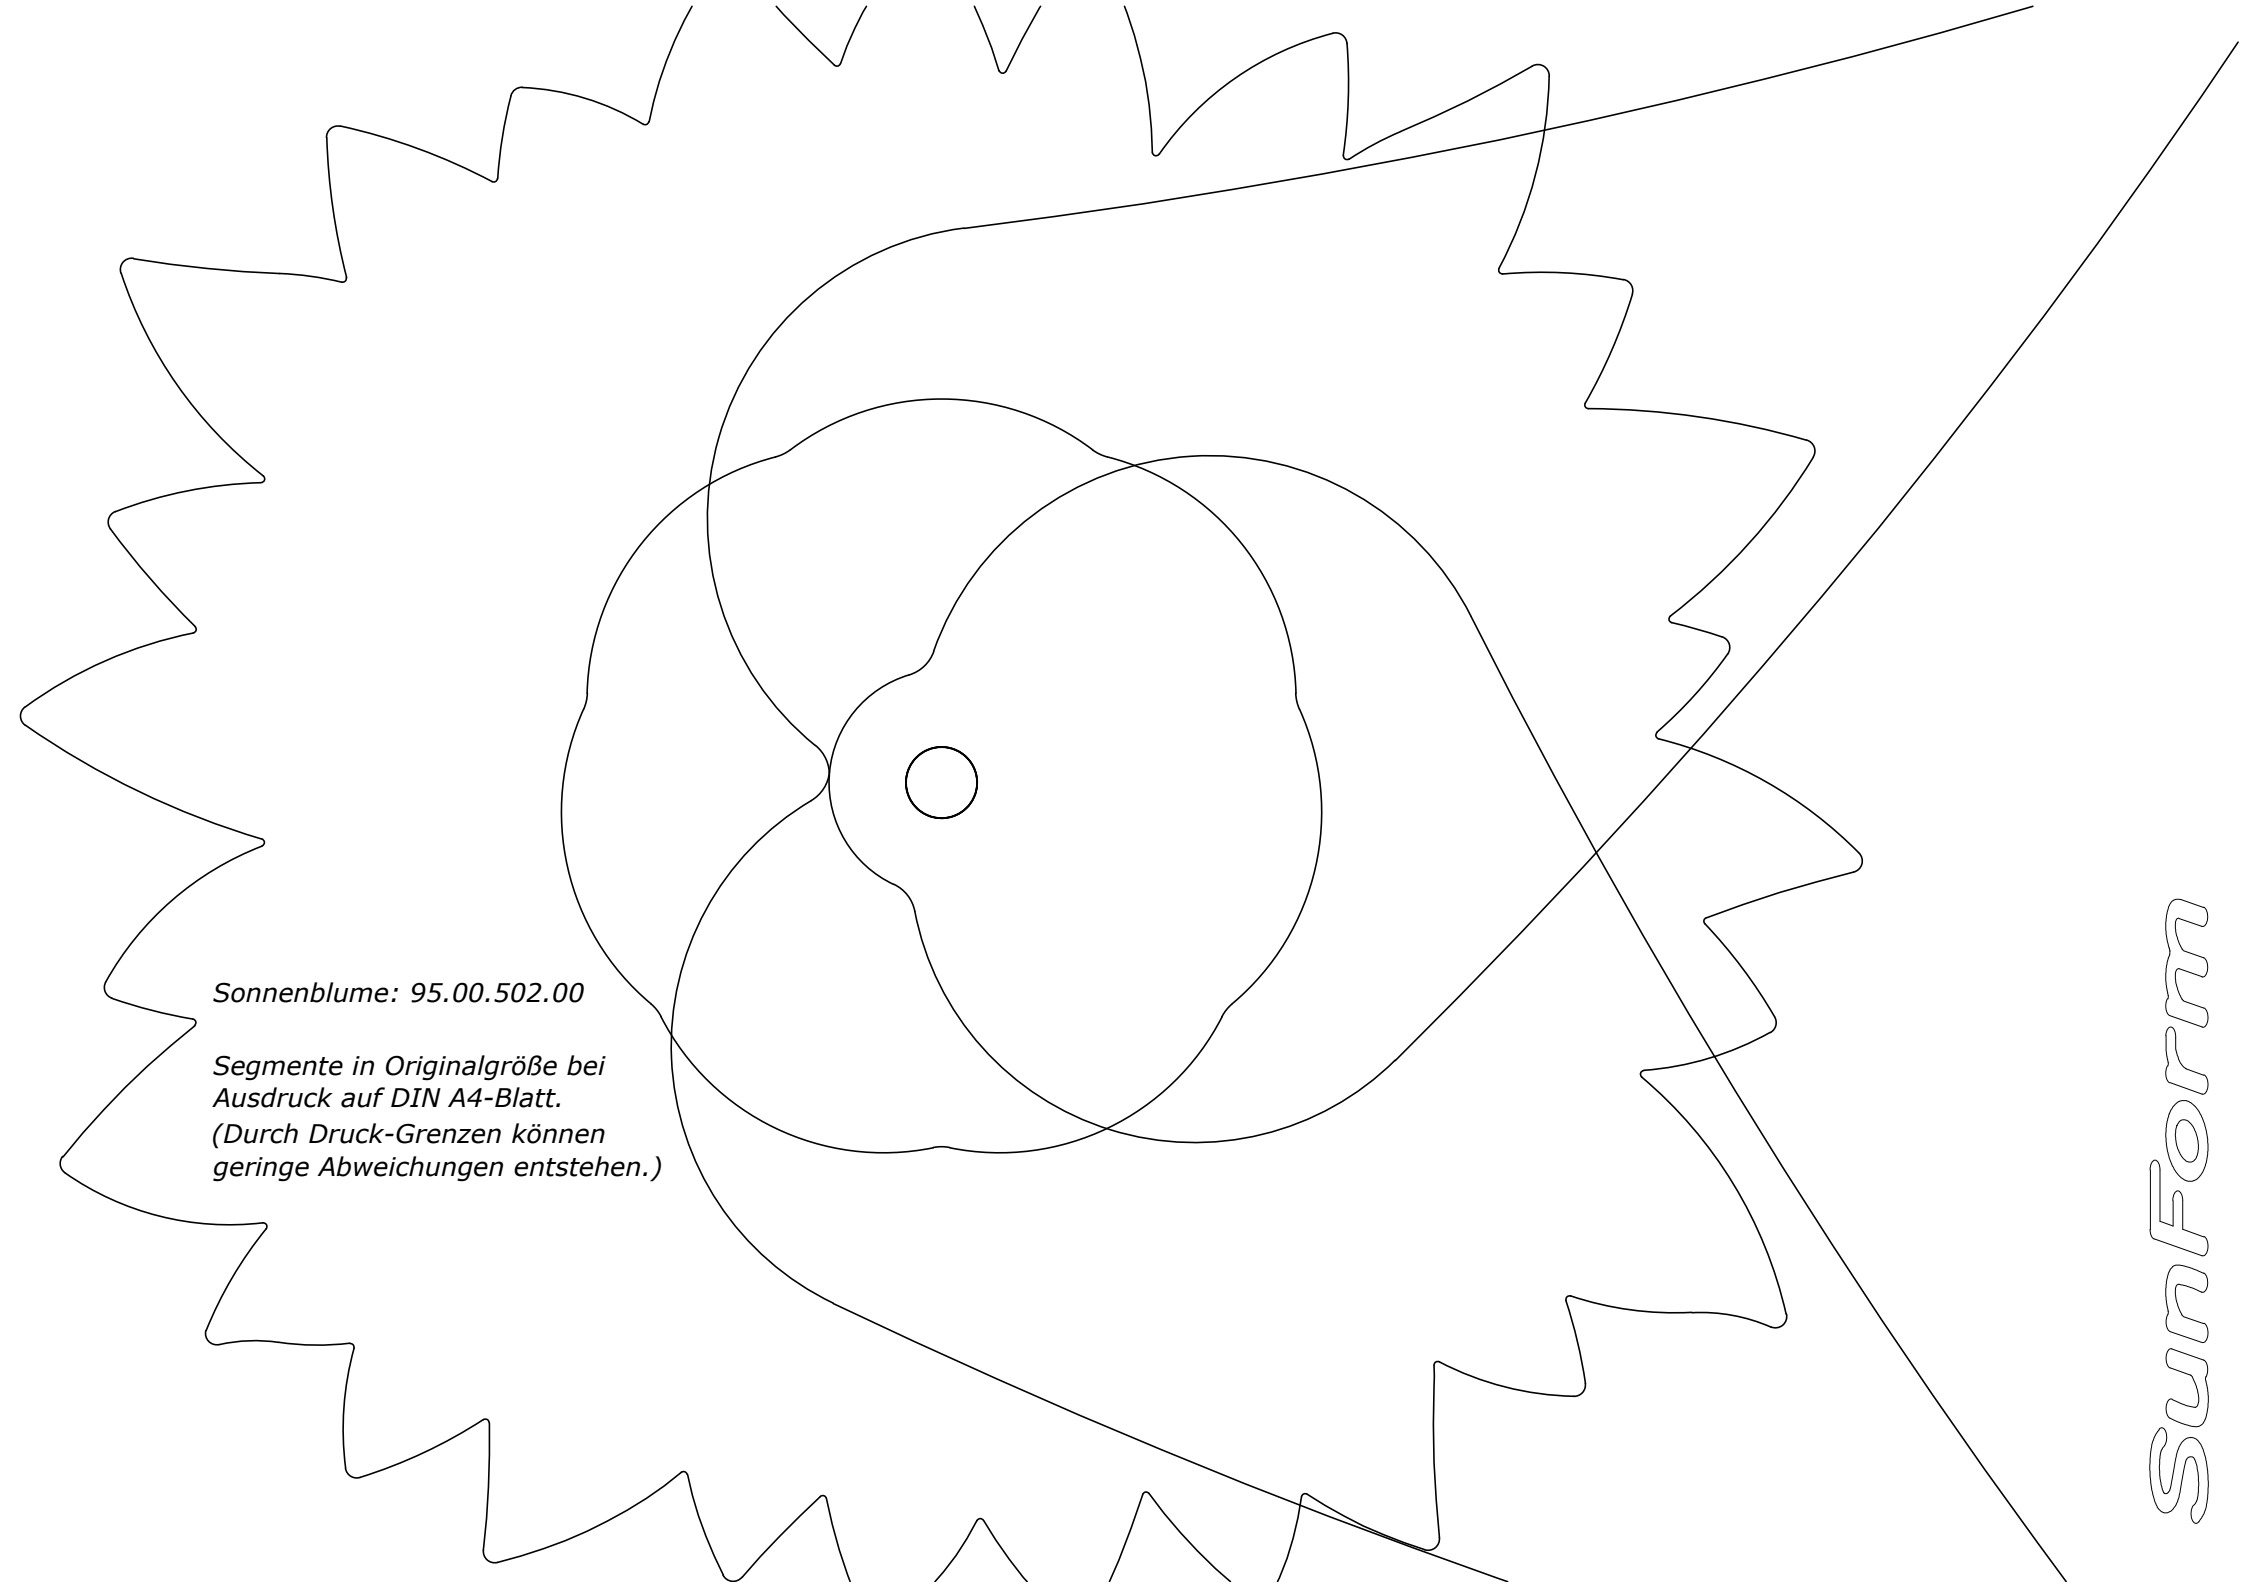 Sonnenblume: 95.00.502.00
Segmente in Originalgröße bei
Ausdruck auf DIN A4-Blatt.
(Durch Druck-Grenzen können
geringe Abweichungen entstehen.)
SunForm